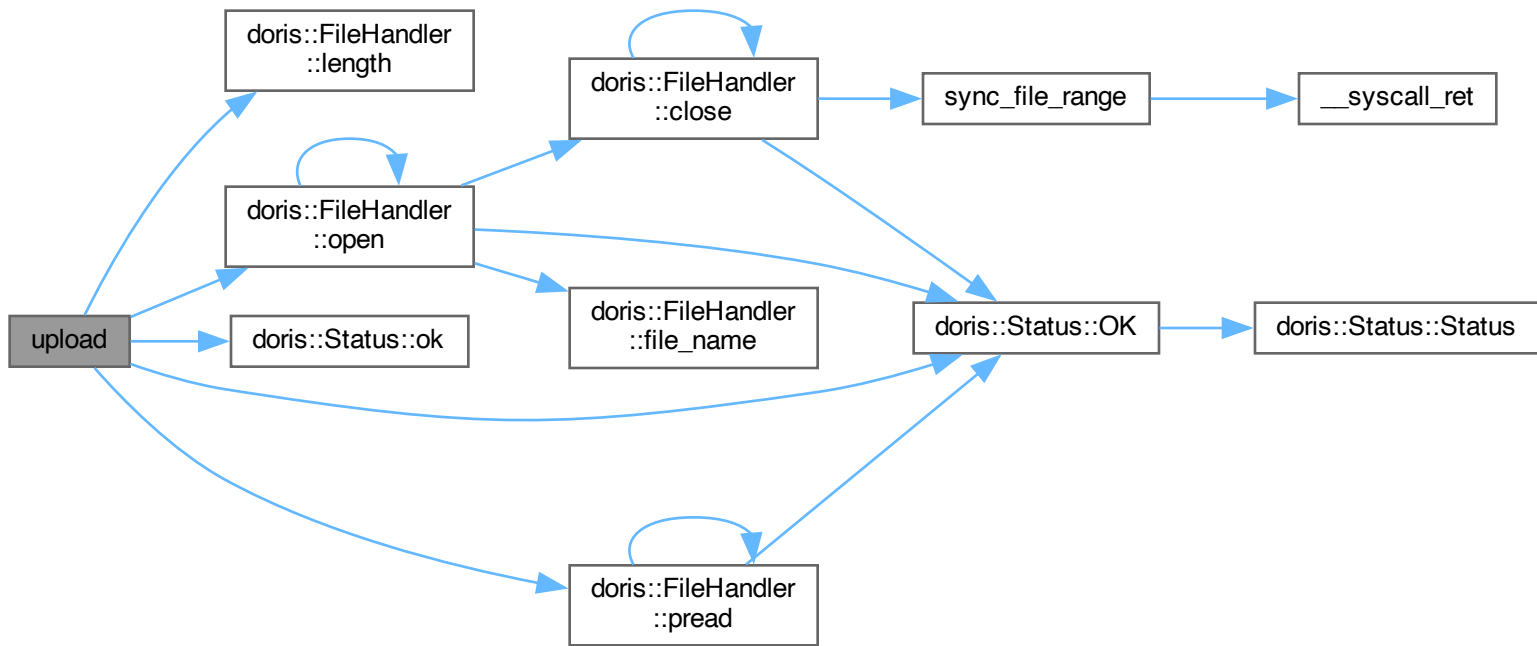 doris::FileHandler
::length
doris::FileHandler
::close
sync_file_range
__syscall_ret
doris::FileHandler
::open
upload
doris::Status::ok
doris::FileHandler
::file_name
doris::Status::OK
doris::Status::Status
doris::FileHandler
::pread